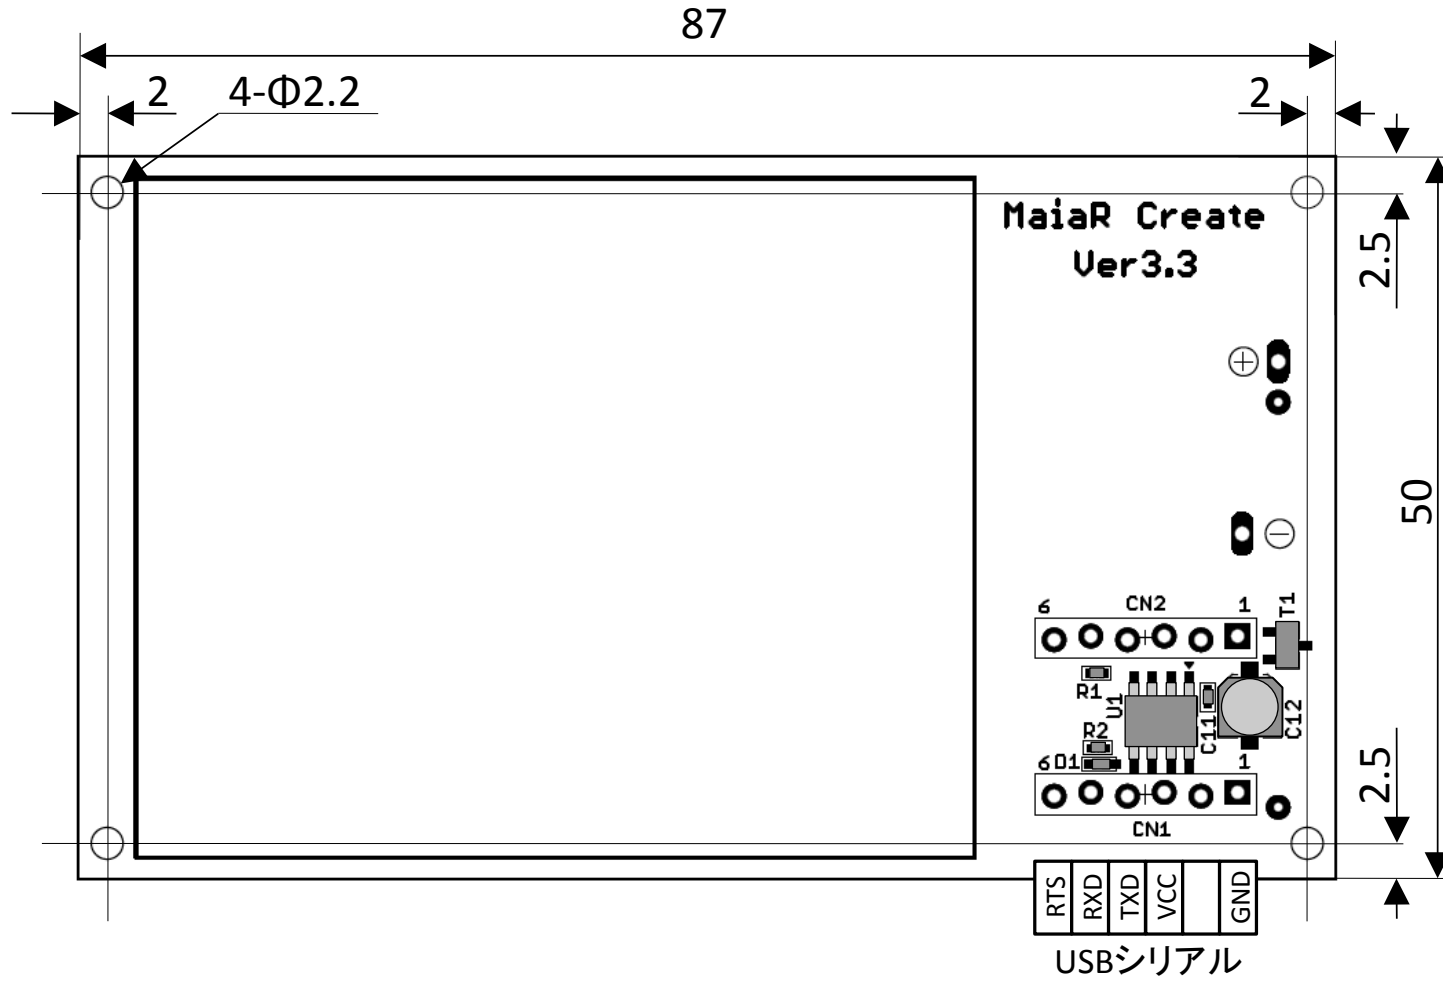 87
2
4-Φ2.2
2
MaiaR Create
Ver3.3
2.5
50
6
CN2
1
T1
R1
U1
C11
C12
R2
6
D1
1
2.5
CN1
RTS
RXD
TXD
VCC
GND
USBシリアル